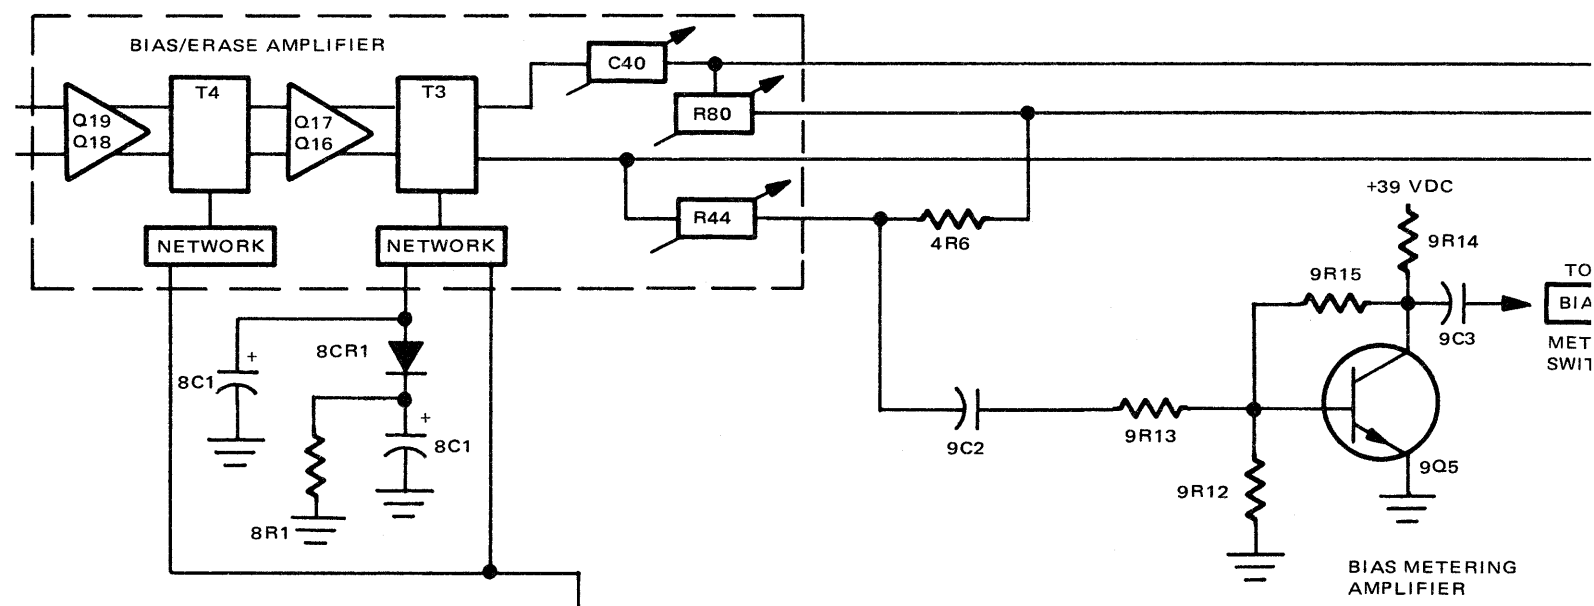 BIAS/ERASE AMPLIFIER
C40
T4
T3
Q19
Q18
Q17
Q16
R80
R44
+39 VDC
NETWORK
NETWORK
4R6
9R14
9R15
TO
BIA
9C3
MET
SWIT
8CR1
+
8C1
+
8C1
9C2
9R13
9Q5
9R12
8R1
BIAS METERING
AMPLIFIER